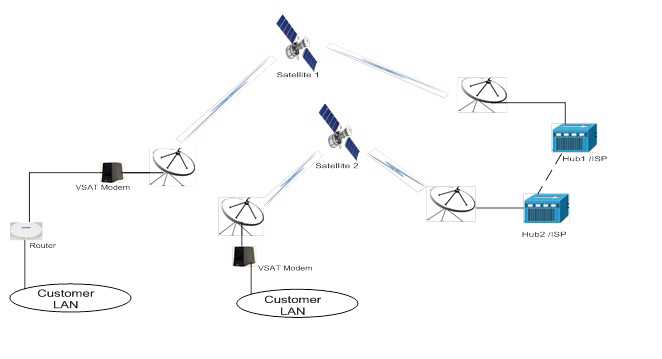 Satellite 1
Hub1 /ISP
Satellite 2
VSAT Modem
Hub2 /ISP
Router
VSAT Modem
Customer
LAN
Customer
LAN